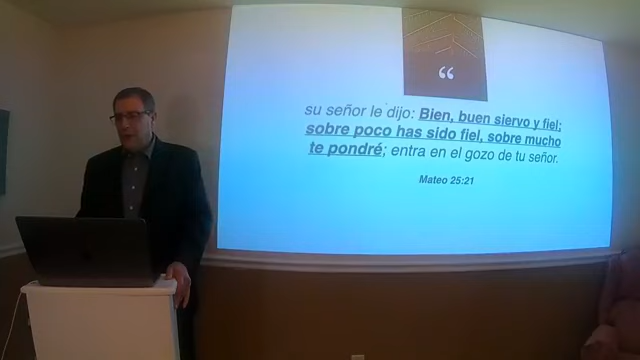 “
su señor le dijo: Bien, buen siervo y fiel;
sobre poco has sido fiel, sobre mucho
te pondré; entra en el gozo de tu señor.
Mateo 25:21